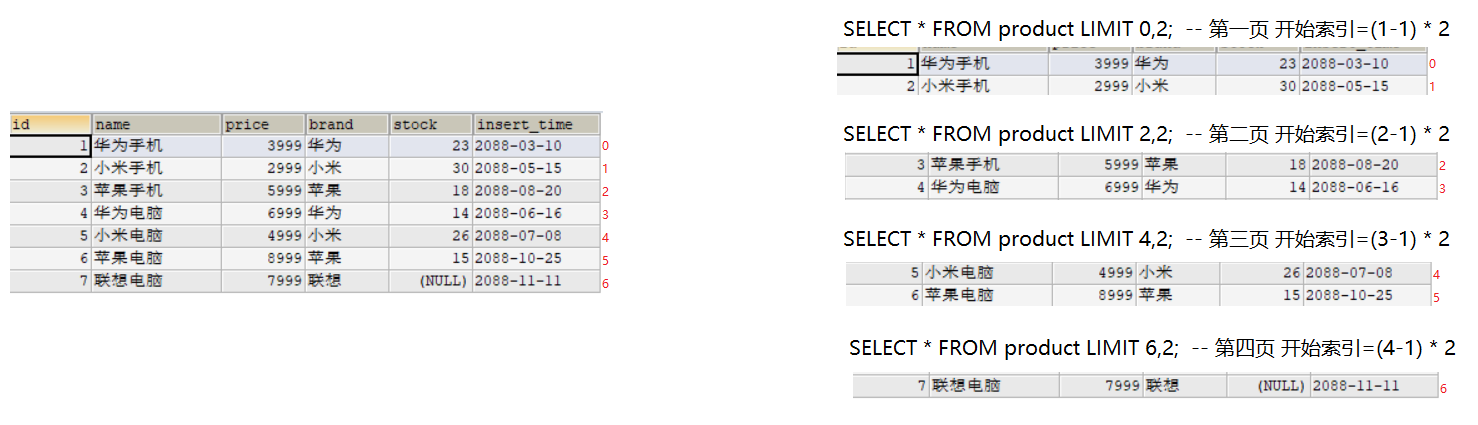 id name price brand stock insert_time
1 华为手机 3999 华为 23 2088-03-10 0
2 小米手机 2999 小米 30 2088-05-15 1
3 苹果手机 5999 苹果 18 2088-08-20 2
4 华为电脑 6999 华为 14 2088-06-16 3
5 小米电脑 4999 小米 26 2088-07-08 4
6 苹果电脑 8999 苹果 15 2088-10-25 5
7 联想电脑 7999 联想 (NULL) 2088-11-11 6
SELECT * FROM product LIMIT 0,2; -- 第一页 开始索引=(1-1) * 2
1 华为手机 3999 华为 23 2088-03-10 0
2 小米手机 2999 小米 30 2088-05-15 1
SELECT * FROM product LIMIT 2,2; -- 第二页 开始索引=(2-1) * 2
3 苹果手机 5999 苹果 18 2088-08-20 2
4 华为电脑 6999 华为 14 2088-06-16 3
SELECT * FROM product LIMIT 4,2; -- 第三页 开始索引=(3-1) * 2
5 小米电脑 4999 小米 26 2088-07-08 4
6 苹果电脑 8999 苹果 15 2088-10-25 5
SELECT * FROM product LIMIT 6,2; -- 第四页 开始索引=(4-1) * 2
7 联想电脑 7999 联想 (NULL) 2088-11-11 6